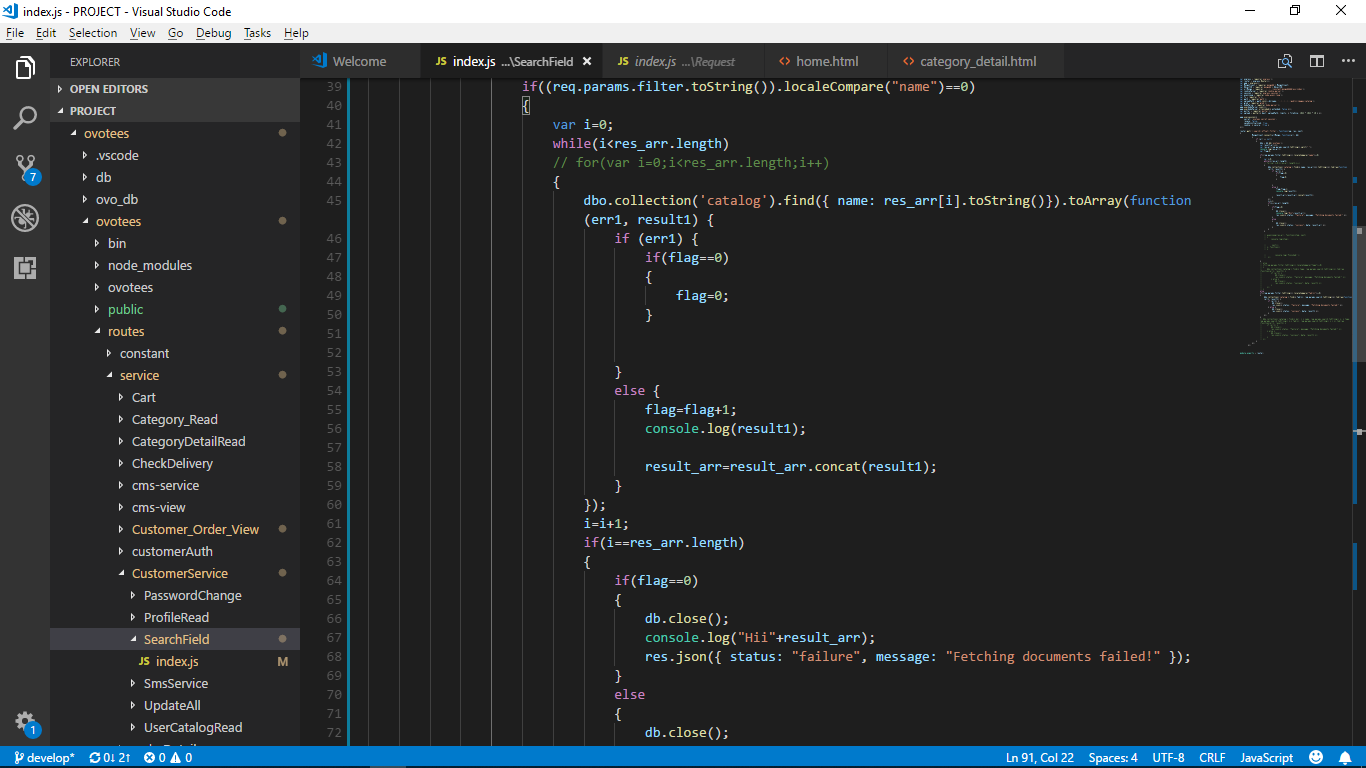 index.js - PROJECT - Visual Studio Code
File Edit Selection View Go Debug Tasks Help
EXPLORER
OPEN EDITORS
PROJECT
ovotees
.vscode
db
ovo_db
ovotees
bin
node_modules
ovotees
public
routes
constant
service
Cart
Category_Read
CategoryDetailRead
CheckDelivery
cms-service
cms-view
Customer_Order_View
customerAuth
CustomerService
PasswordChange
ProfileRead
SearchField
JS index.js M
SmsService
UpdateAll
UserCatalogRead
7
1
Welcome
JS index.js ...\SearchField ×
JS index.js ...\Request
<> home.html
<> category_detail.html
39 if((req.params.filter.toString()).localeCompare("name")==0)
40 {
41 var i=0;
42 while(i<res_arr.length)
43 // for(var i=0;i<res_arr.length;i++)
44 {
45 dbo.collection('catalog').find({ name: res_arr[i].toString()}).toArray(function
(err1, result1) {
46 if (err1) {
47 if(flag==0)
48 {
49 flag=0;
50 }
51
52
53 }
54 else {
55 flag=flag+1;
56 console.log(result1);
57
58 result_arr=result_arr.concat(result1);
59 }
60 });
61 i=i+1;
62 if(i==res_arr.length)
63 {
64 if(flag==0)
65 {
66 db.close();
67 console.log("Hii"+result_arr);
68 res.json({ status: "failure", message: "Fetching documents failed!" });
69 }
70 else
71 {
72 db.close();
develop* 0↓ 2↑ 0 0
Ln 91, Col 22 Spaces: 4 UTF-8 CRLF JavaScript